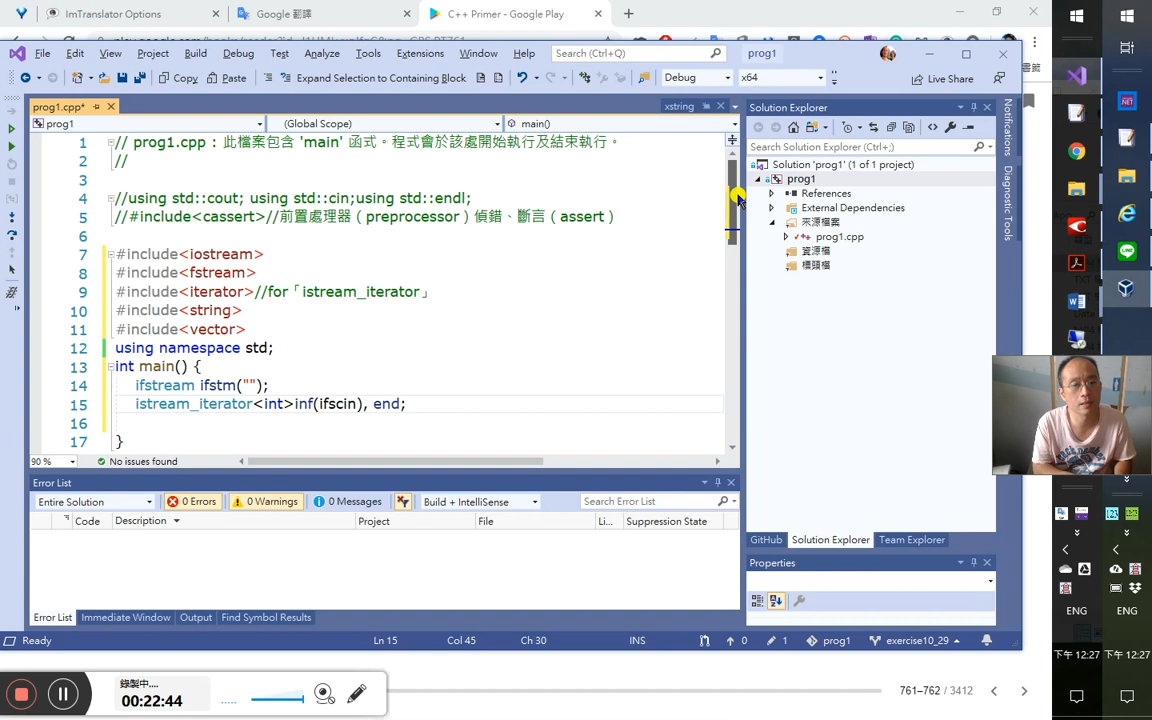 ImTranslator Options
Google 翻譯
C++ Primer - Google Play
File Edit View Project Build Debug Test Analyze Tools Extensions Window Help
Search (Ctrl+Q)
prog1
Copy Paste Expand Selection to Containing Block
Debug x64
Live Share
prog1.cpp*
xstring
prog1 (Global Scope) main()
1 // prog1.cpp : 此檔案包含 'main' 函式。程式會於該處開始執行及結束執行。
2 //
3
4 //using std::cout; using std::cin;using std::endl;
5 //#include<cassert>//前置處理器（preprocessor）偵錯、斷言（assert）
6
7 #include<iostream>
8 #include<fstream>
9 #include<iterator>//for「istream_iterator」
10 #include<string>
11 #include<vector>
12 using namespace std;
13 int main() {
14 ifstream ifstm("");
15 istream_iterator<int>inf(ifscin), end;
16
17 }
90 % No issues found
Solution Explorer
Search Solution Explorer (Ctrl+;)
Solution 'prog1' (1 of 1 project)
prog1
References
External Dependencies
來源檔案
prog1.cpp
資源檔
標頭檔
GitHub Solution Explorer Team Explorer
Properties
Notifications
Diagnostic Tools
Error List
Entire Solution 0 Errors 0 Warnings 0 Messages Build + IntelliSense Search Error List
Code Description Project File Li... Suppression State
Error List Immediate Window Output Find Symbol Results
Ready Ln 15 Col 45 Ch 30 INS 0 1 prog1 exercise10_29
錄製中....
00:22:44
761–762 / 3412
ENG
ENG
下午 12:27
下午 12:27